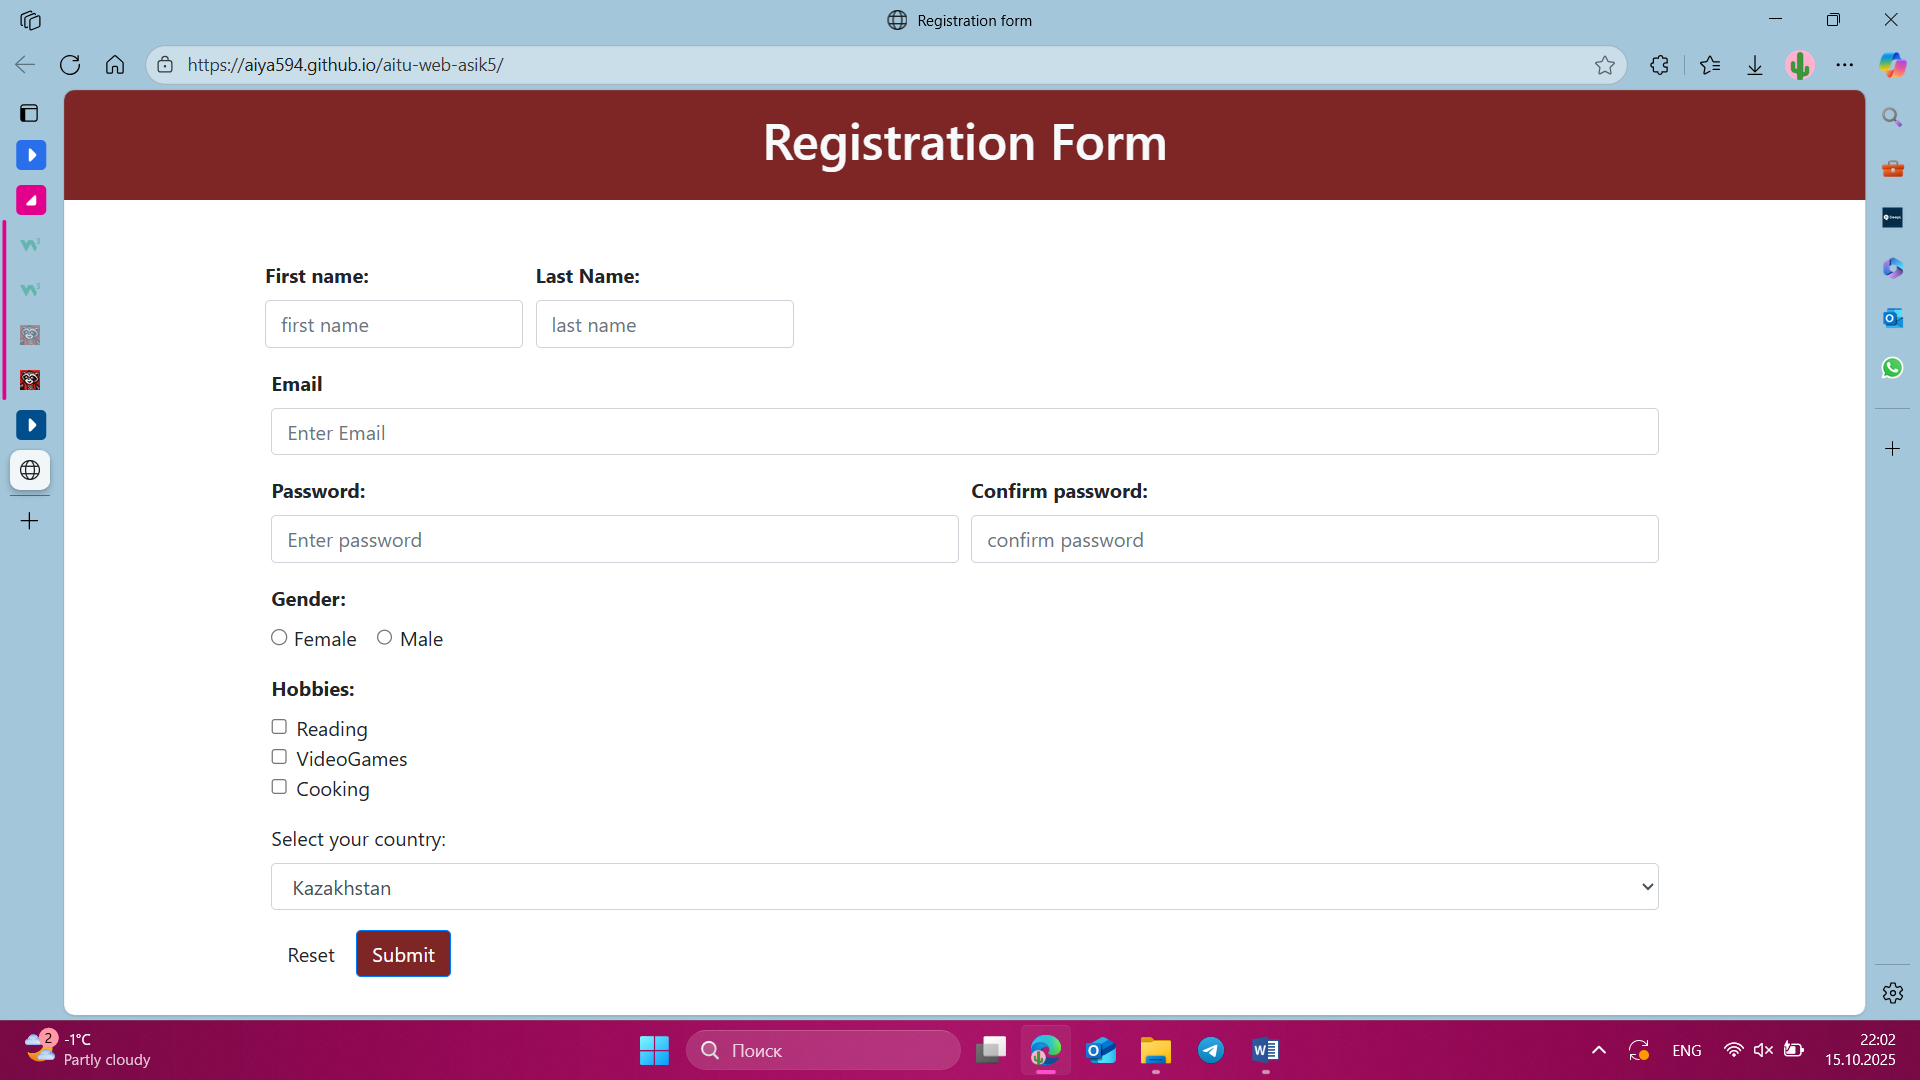 Registration form
https://aiya594.github.io/aitu-web-asik5/
Registration Form
First name: Last Name:
first name last name
Email
Enter Email
Password: Confirm password:
Enter password confirm password
Gender:
Female Male
Hobbies:
Reading
VideoGames
Cooking
Select your country:
Kazakhstan
Reset Submit
2 -1°C
Partly cloudy
Поиск
ENG
22:02
15.10.2025